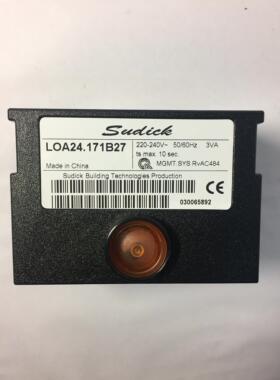 Sudick
LOA24.171B27
220-240V~ 50/60Hz 3VA
ts max. 10 sec.
Made in China
MGMT. SYS. RvAC484
Sudick Building Technologies Production
CE
030065892